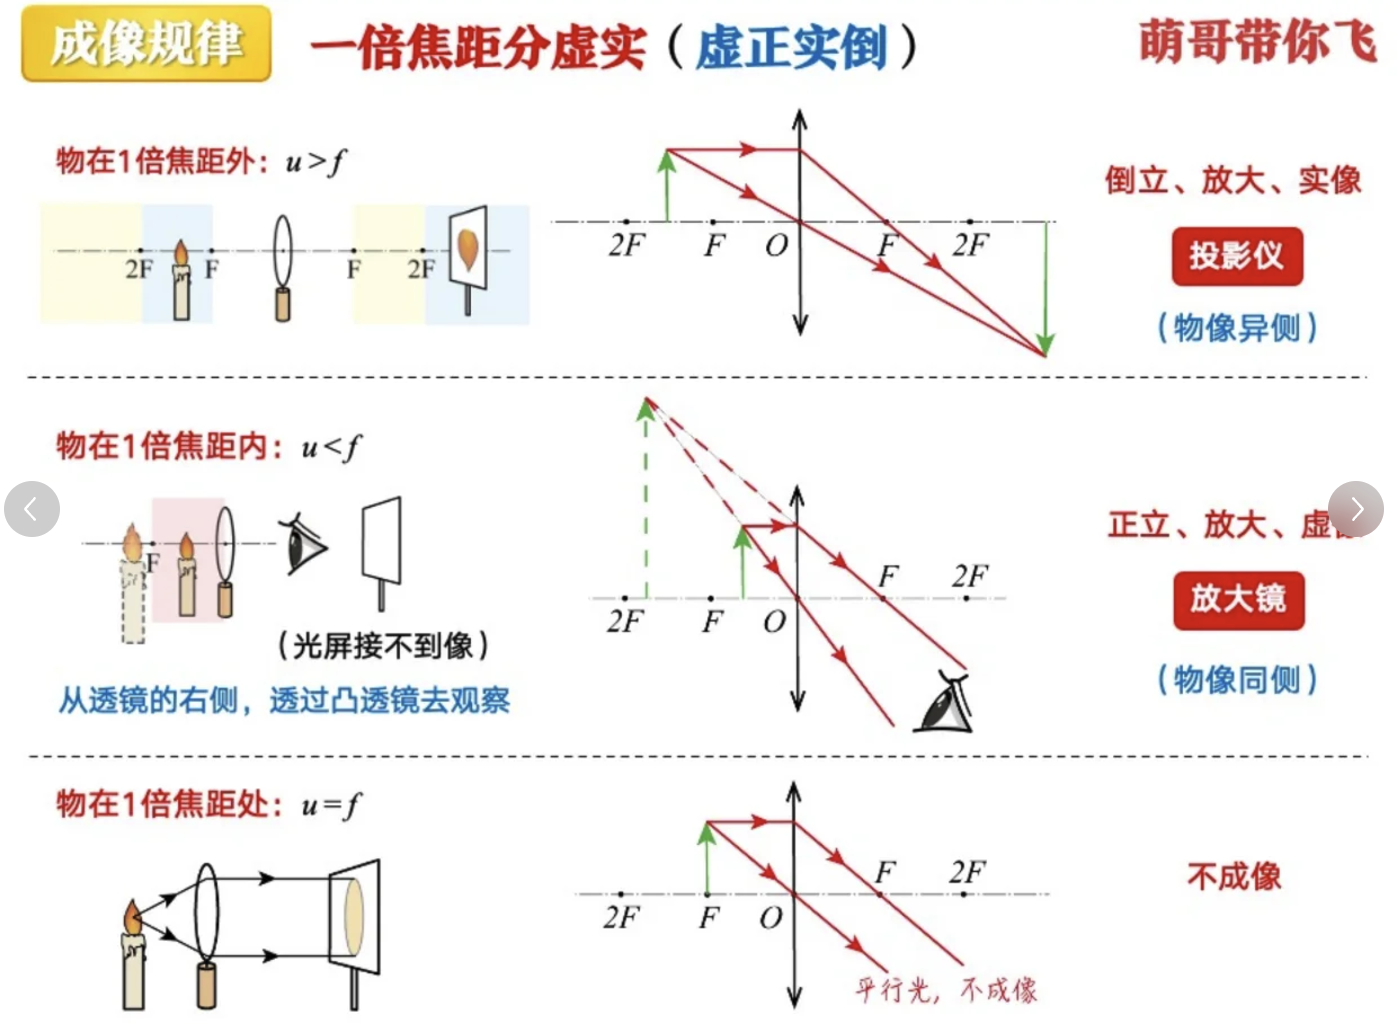 成像规律
一倍焦距分虚实（虚正实倒）
萌哥带你飞
物在1倍焦距外：u>f
2F F F 2F
2F F O F 2F
倒立、放大、实像
投影仪
（物像异侧）
物在1倍焦距内：u<f
F
（光屏接不到像）
从透镜的右侧，透过凸透镜去观察
F 2F
2F F O
正立、放大、虚
放大镜
（物像同侧）
物在1倍焦距处：u=f
F 2F
2F F O
平行光，不成像
不成像